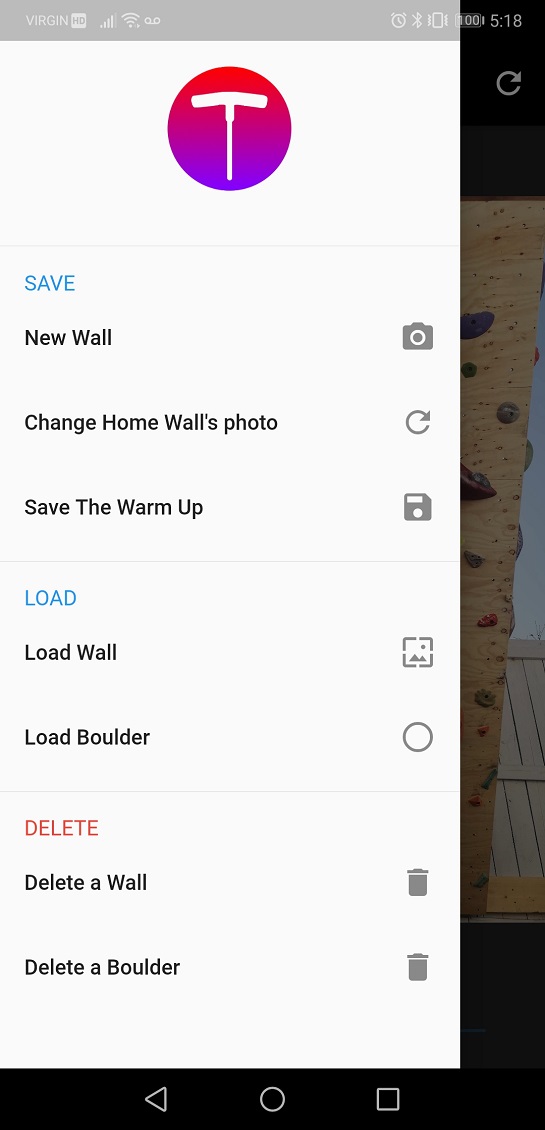 VIRGIN HD 100 5:18
SAVE
New Wall
Change Home Wall's photo
Save The Warm Up
LOAD
Load Wall
Load Boulder
DELETE
Delete a Wall
Delete a Boulder